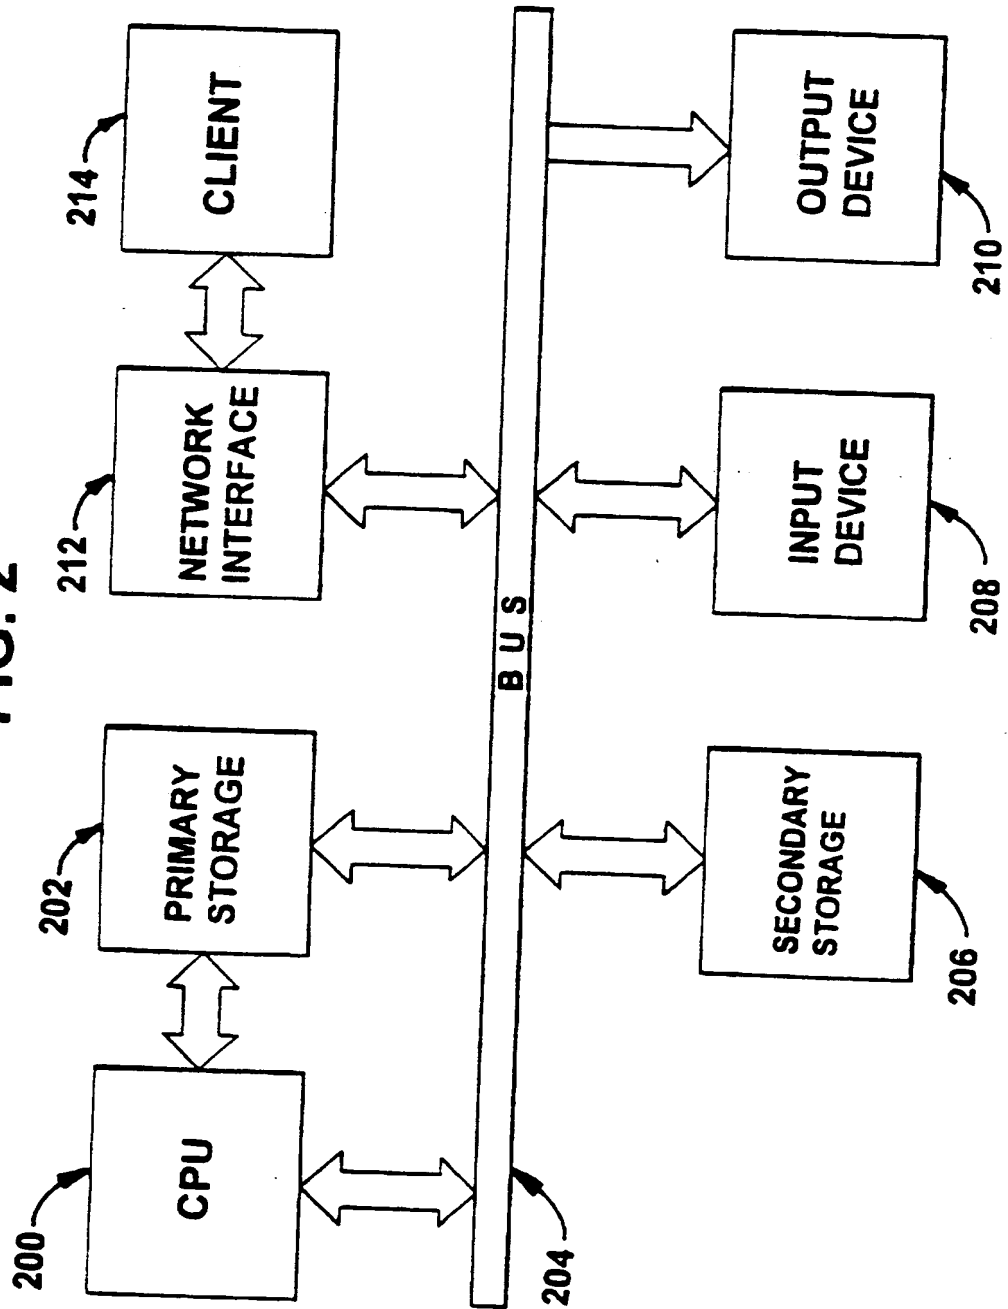 FIG. 2
200
CPU
202
PRIMARY
STORAGE
212
NETWORK
INTERFACE
214
CLIENT
BUS
204
206
SECONDARY
STORAGE
208
INPUT
DEVICE
210
OUTPUT
DEVICE